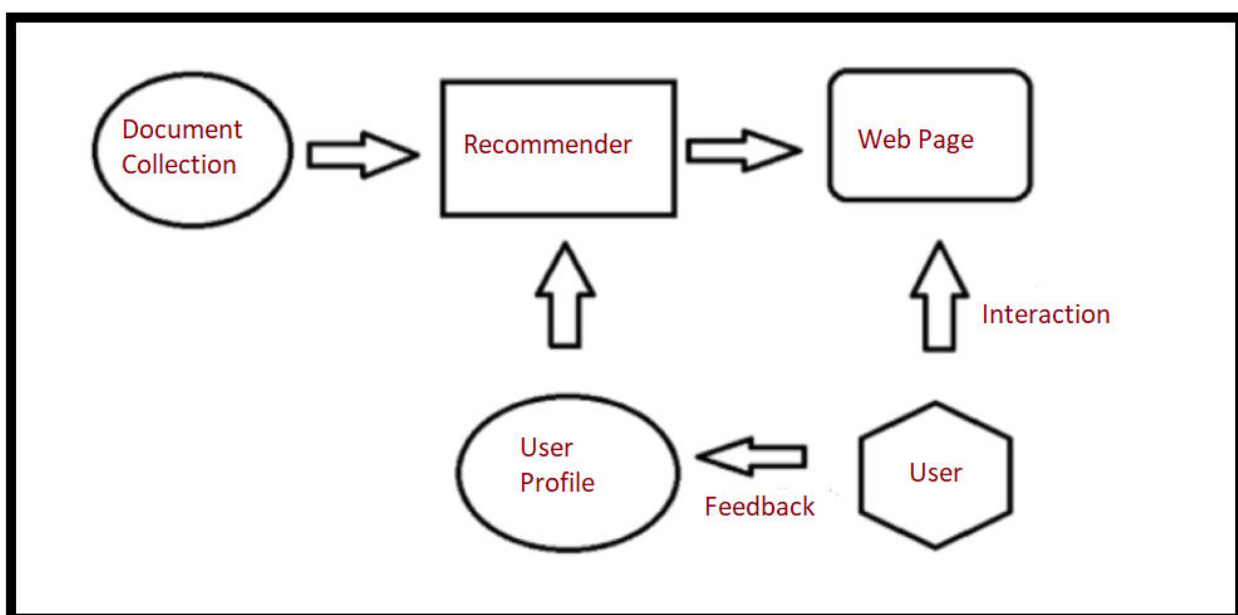 Document
Collection
Recommender
Web Page
Interaction
User
Profile
Feedback
User